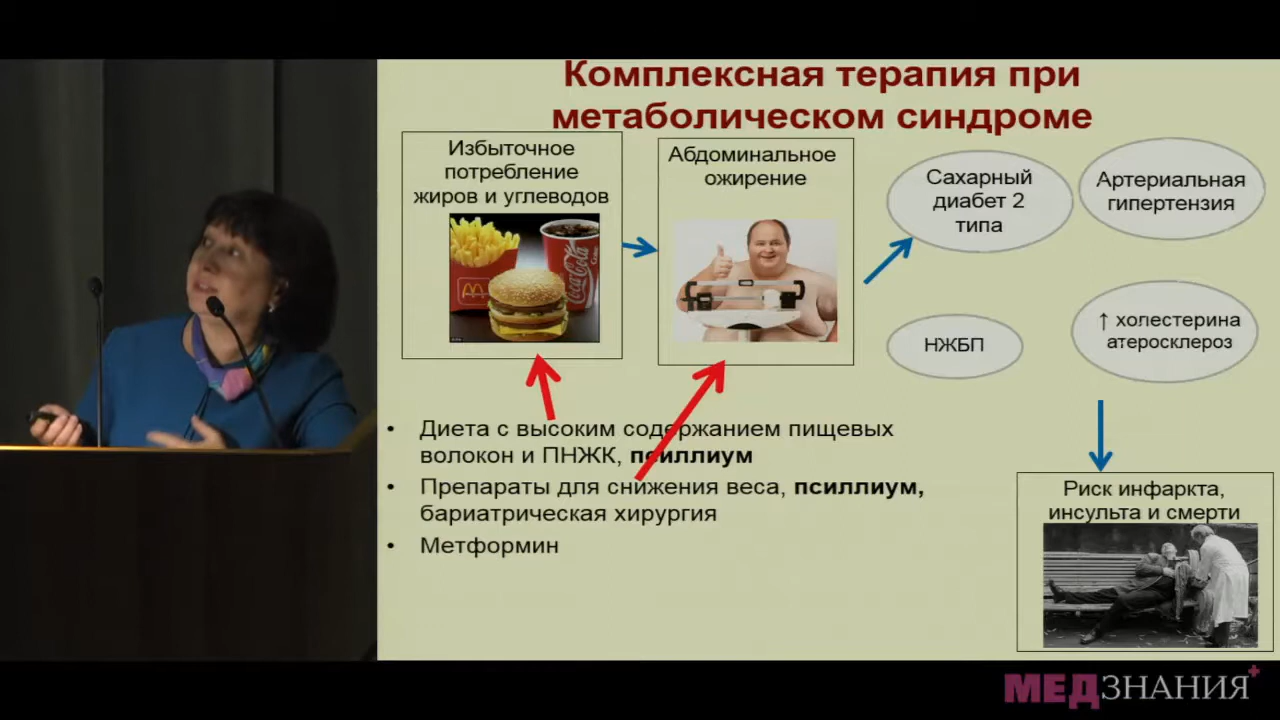 Комплексная терапия при
метаболическом синдроме
Избыточное
потребление
жиров и углеводов
Абдоминальное
ожирение
Сахарный
диабет 2
типа
Артериальная
гипертензия
НЖБП
↑ холестерина
атеросклероз
Coca-Cola
• Диета с высоким содержанием пищевых
волокон и ПНЖК, псиллиум
• Препараты для снижения веса, псиллиум,
бариатрическая хирургия
• Метформин
Риск инфаркта,
инсульта и смерти
МЕДЗНАНИЯ+